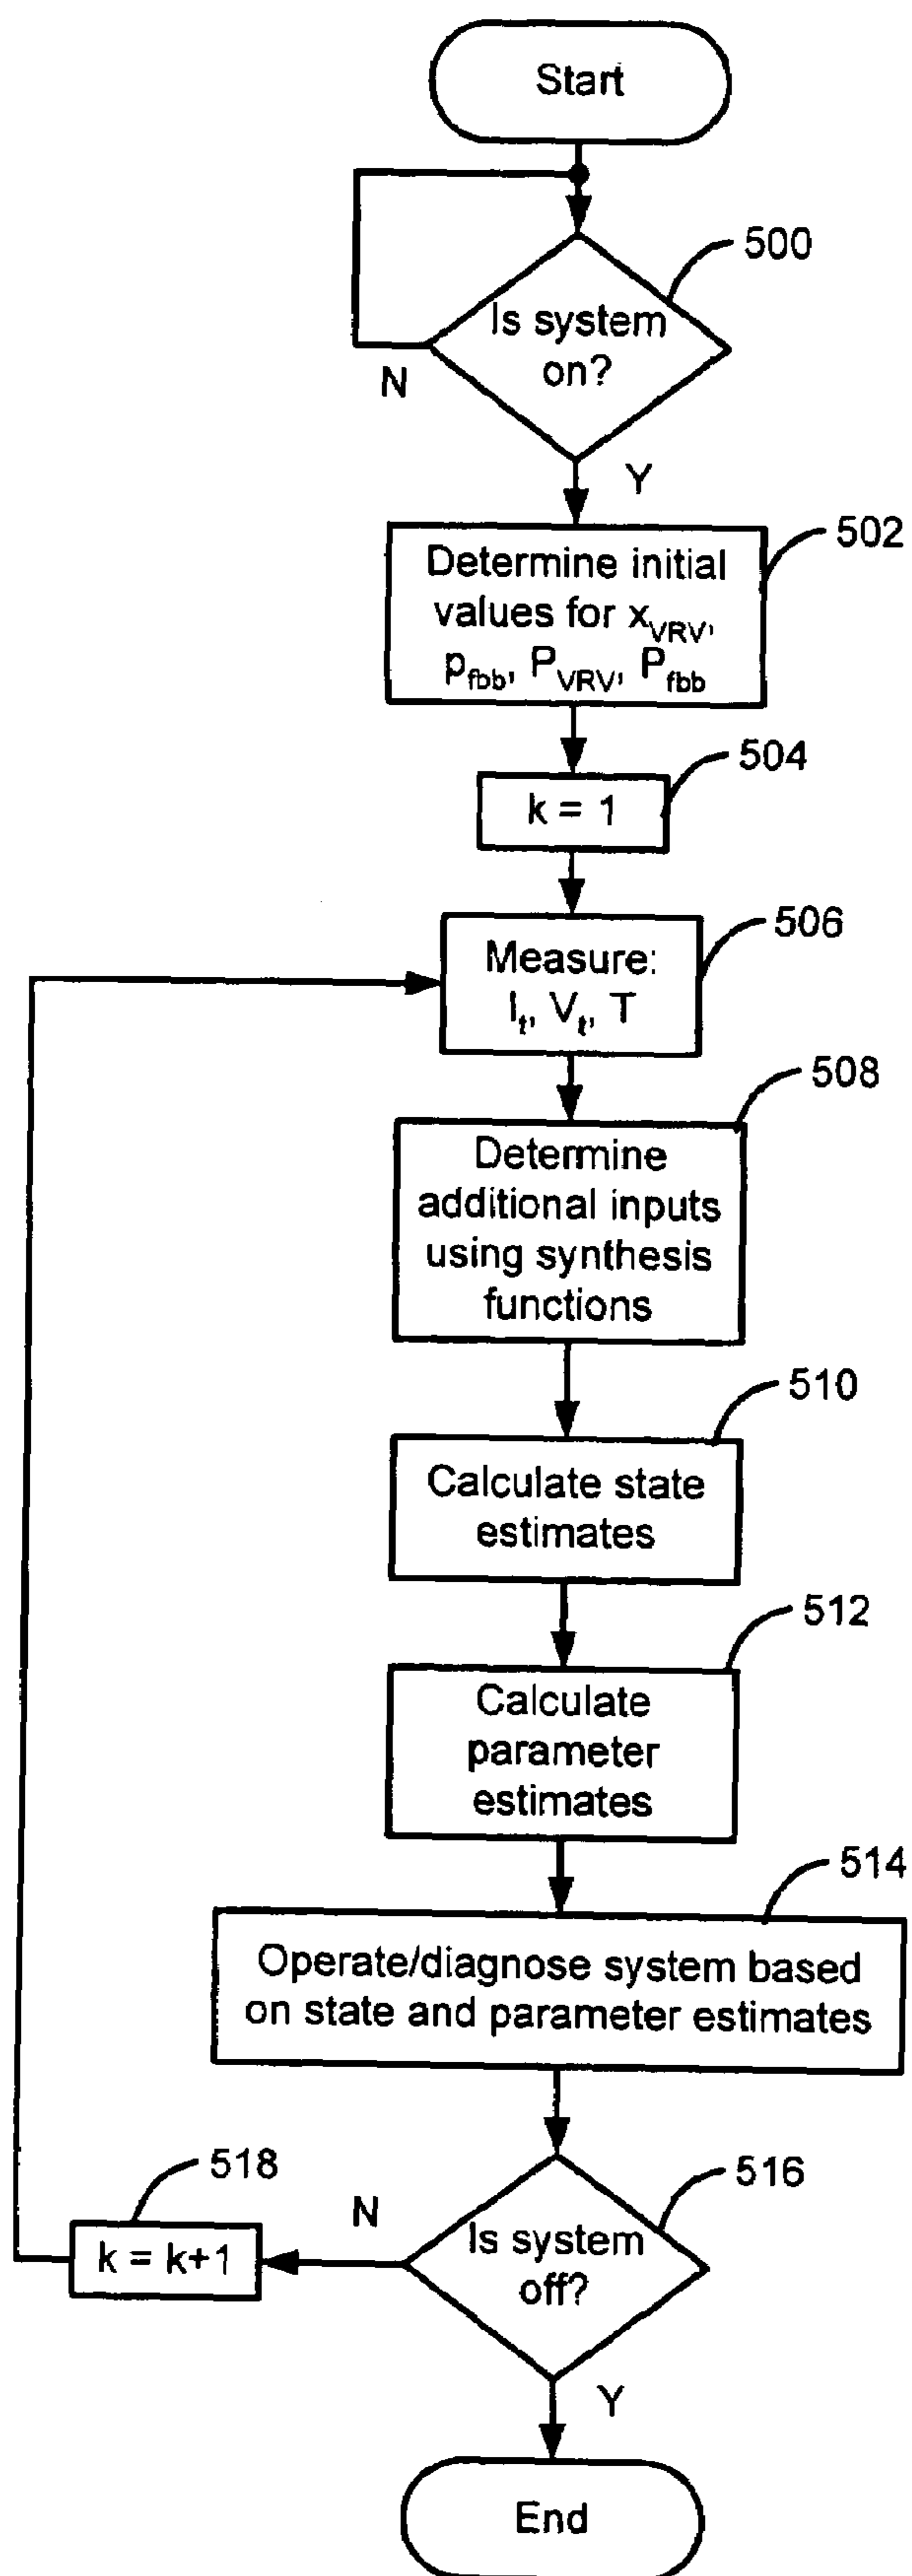 Start
500
Is system
on?
N
Y
502
Determine initial
values for x_VRV,
p_fbb, P_VRV, P_fbb
504
k = 1
506
Measure:
I_t, V_t, T
508
Determine
additional inputs
using synthesis
functions
510
Calculate state
estimates
512
Calculate
parameter
estimates
514
Operate/diagnose system based
on state and parameter estimates
518
k = k+1
N
516
Is system
off?
Y
End